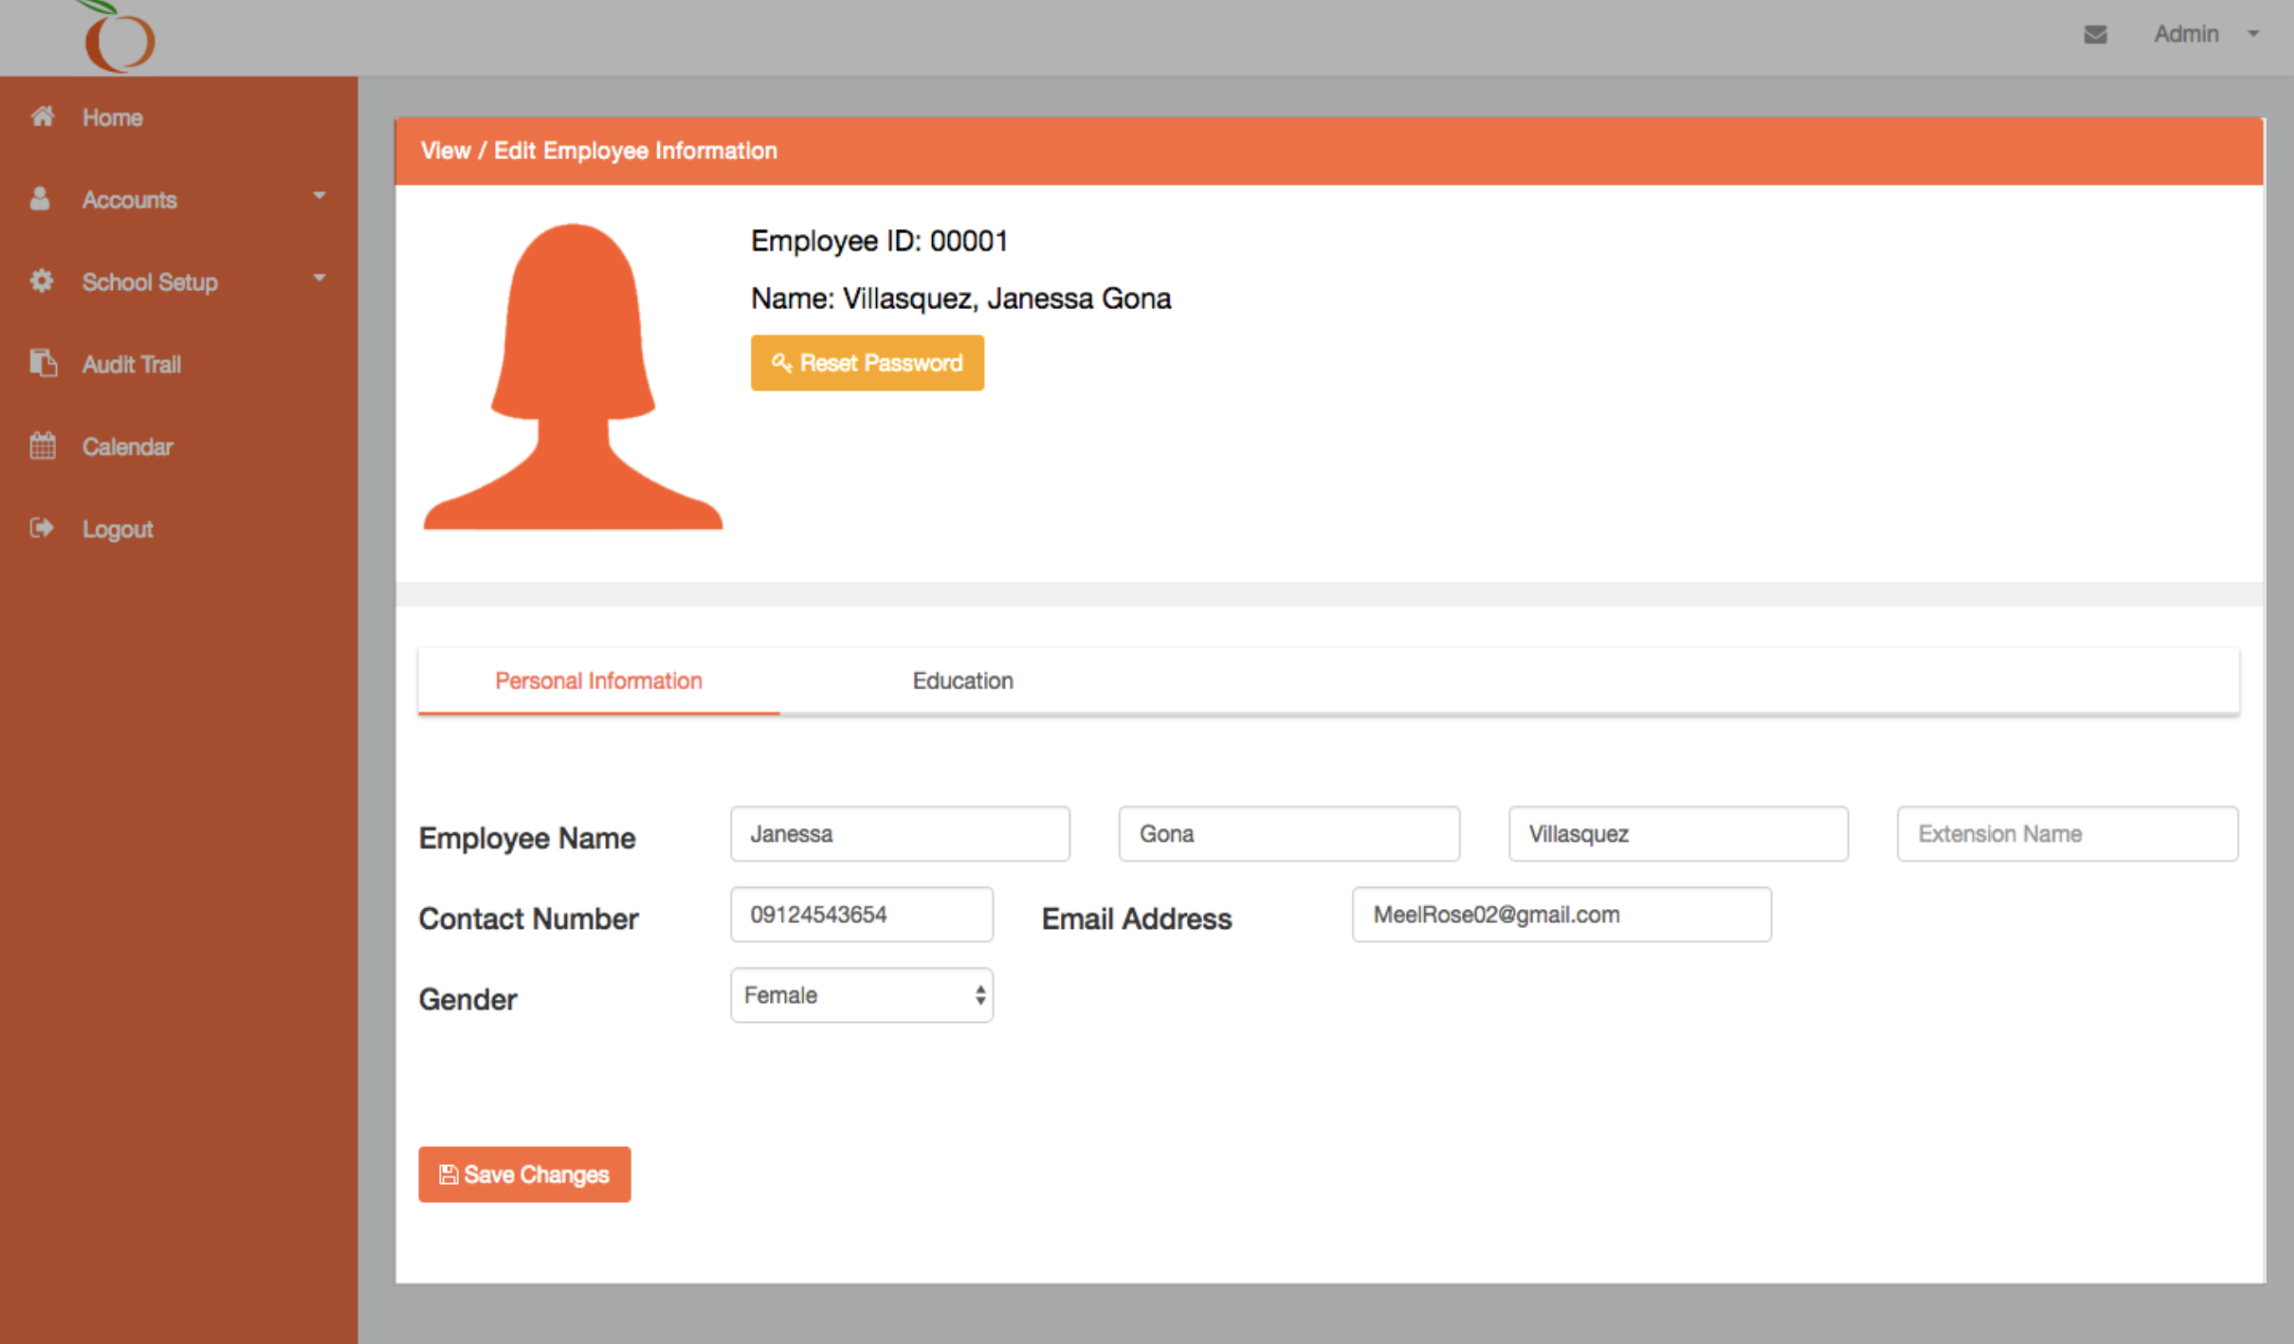 Admin
Home
Accounts
School Setup
Audit Trail
Calendar
Logout
View / Edit Employee Information
Employee ID: 00001
Name: Villasquez, Janessa Gona
Reset Password
Personal Information Education
Employee Name Janessa Gona Villasquez Extension Name
Contact Number 09124543654 Email Address MeelRose02@gmail.com
Gender Female
Save Changes